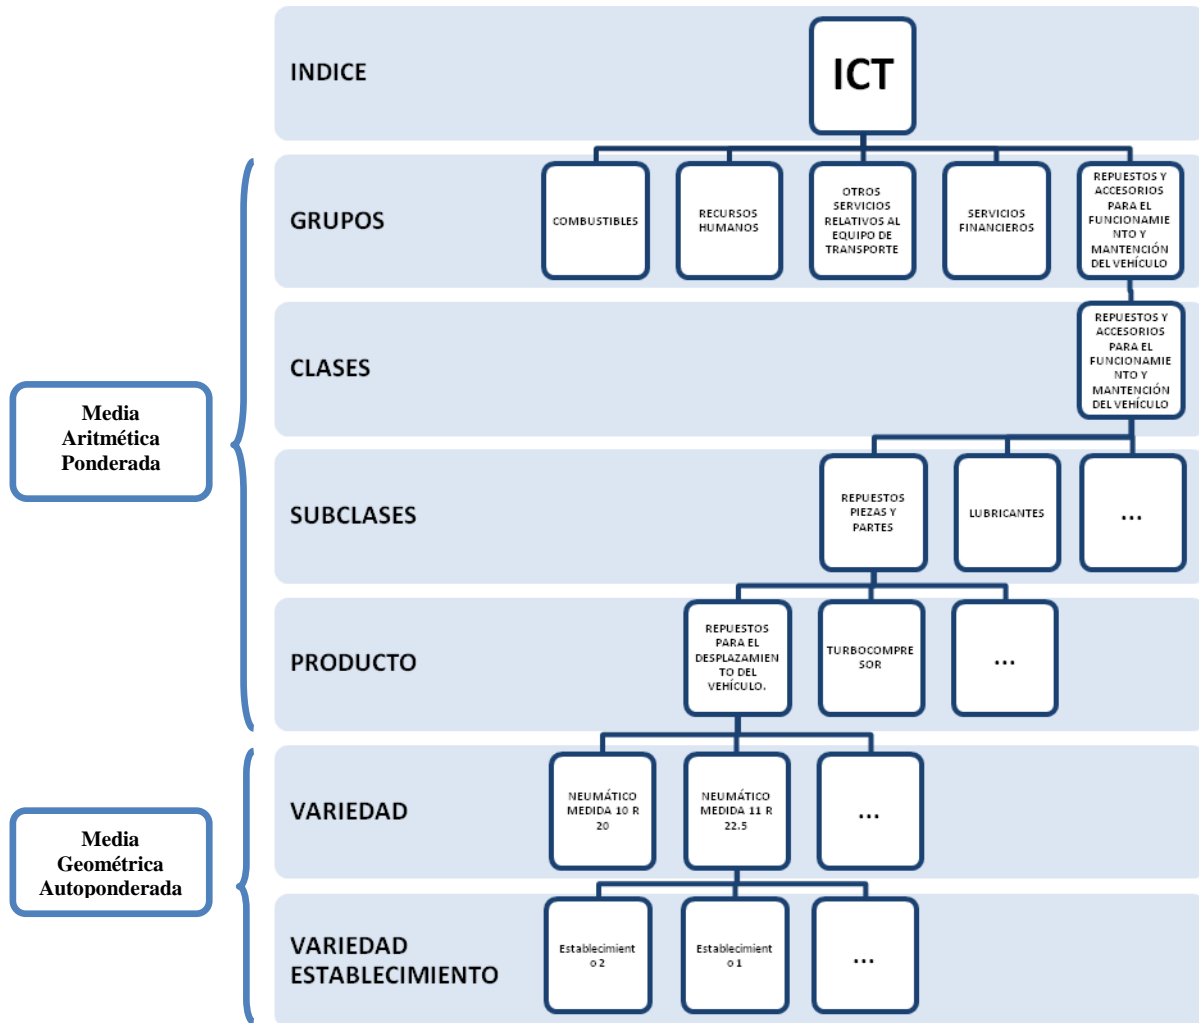 INDICE
ICT
GRUPOS
COMBUSTIBLES
RECURSOS
HUMANOS
OTROS
SERVICIOS
RELATIVOS AL
EQUIPO DE
TRANSPORTE
SERVICIOS
FINANCIEROS
REPUESTOS Y
ACCESORIOS
PARA EL
FUNCIONAMIE
NTO Y
MANTENCIÓN
DEL VEHÍCULO
CLASES
REPUESTOS Y
ACCESORIOS
PARA EL
FUNCIONAMIE
NTO Y
MANTENCIÓN
DEL VEHÍCULO
Media
Aritmética
Ponderada
SUBCLASES
REPUESTOS
PIEZAS Y
PARTES
LUBRICANTES
...
PRODUCTO
REPUESTOS
PARA EL
DESPLAZAMIE
NTO DEL
VEHÍCULO.
TURBOCOMPRE
SOR
...
VARIEDAD
NEUMÁTICO
MEDIDA 10 R
20
NEUMÁTICO
MEDIDA 11 R
22.5
...
Media
Geométrica
Autoponderada
VARIEDAD
ESTABLECIMIENTO
Establecimient
o 2
Establecimient
o 1
...